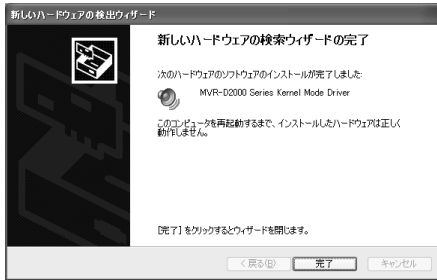 新しいハードウェアの検出ウィザード
新しいハードウェアの検索ウィザードの完了
次のハードウェアのソフトウェアのインストールが完了しました:
MVR-D2000 Series Kernel Mode Driver
このコンピュータを再起動するまで、インストールしたハードウェアは正しく
動作しません。
[完了] をクリックするとウィザードを閉じます。
< 戻る(B)
完了
キャンセル